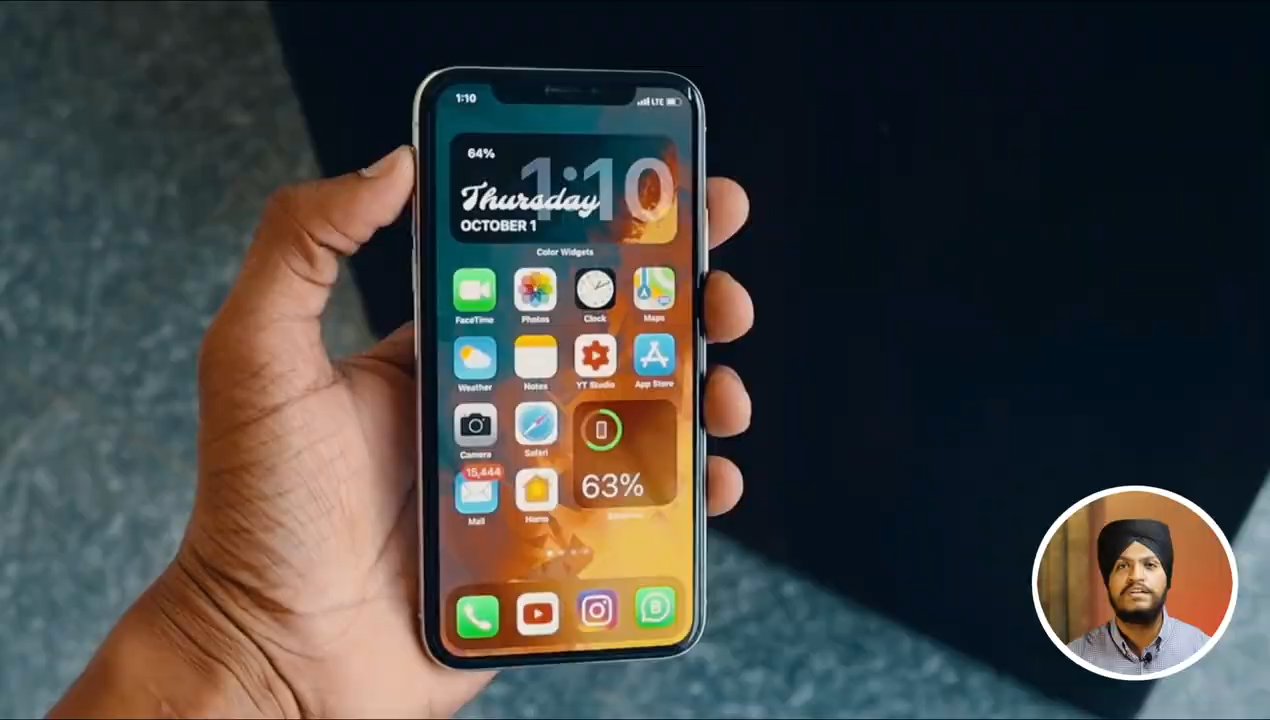 1:10
LTE
64%
1:10
Thursday
OCTOBER 1
Color Widgets
FaceTime
Photos
Clock
Maps
Weather
Notes
YT Studio
App Store
Camera
Safari
15,444
63%
Mail
Home